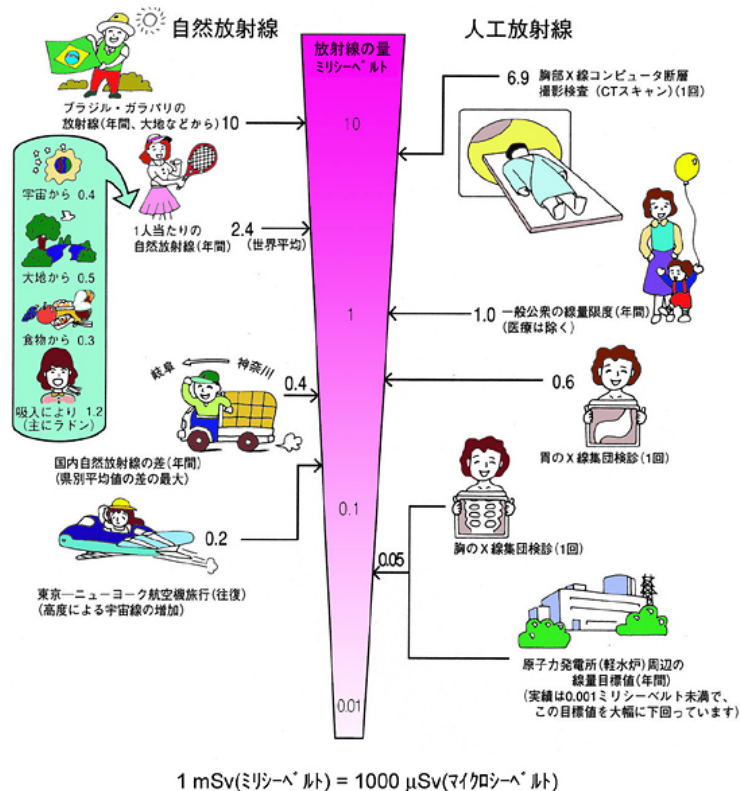 自然放射線
放射線の量
ミリシーベルト
人工放射線
ブラジル・ガラパリの
放射線(年間、大地などから)10
6.9 胸部X線コンピュータ断層
撮影検査(CTスキャン)(1回)
10
宇宙から 0.4
大地から 0.5
食物から 0.3
吸入により 1.2
(主にラドン)
1人当たりの
自然放射線(年間)
2.4
(世界平均)
1
1.0 一般公衆の線量限度(年間)
(医療は除く)
岐阜 神奈川
0.4
国内自然放射線の差(年間)
(県別平均値の差の最大)
0.6
胃のX線集団検診(1回)
0.2
東京―ニューヨーク航空機旅行(往復)
(高度による宇宙線の増加)
0.1
胸のX線集団検診(1回)
0.05
原子力発電所(軽水炉)周辺の
線量目標値(年間)
(実績は0.001ミリシーベルト未満で、
この目標値を大幅に下回っています)
0.01
1 mSv(ミリシーベルト) = 1000 μSv(マイクロシーベルト)